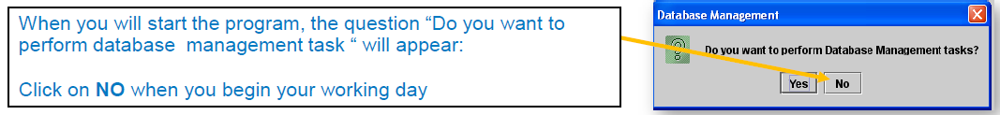 When you will start the program, the question “Do you want to
perform database  management task “ will appear:
Click on NO when you begin your working day
Database Management
Do you want to perform Database Management tasks?
Yes
No